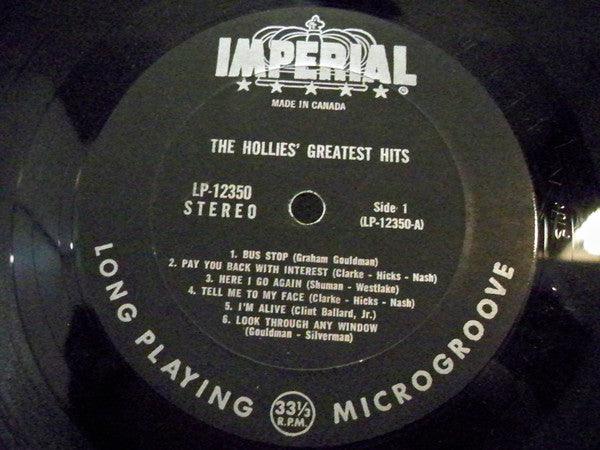 IMPERIAL
MADE IN CANADA
THE HOLLIES' GREATEST HITS
LP-12350
STEREO
Side 1
(LP-12350-A)
1. BUS STOP (Graham Gouldman)
2. PAY YOU BACK WITH INTEREST (Clarke - Hicks - Nash)
3. HERE I GO AGAIN (Shuman - Westlake)
4. TELL ME TO MY FACE (Clarke - Hicks - Nash)
5. I'M ALIVE (Clint Ballard, Jr.)
6. LOOK THROUGH ANY WINDOW
(Gouldman - Silverman)
LONG PLAYING
33⅓
R.P.M.
MICROGROOVE